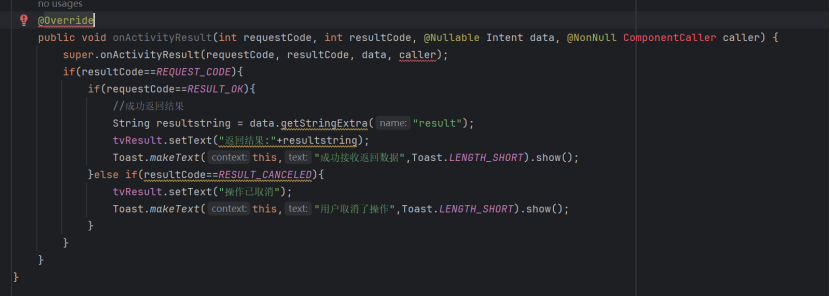 no usages
@Override
public void onActivityResult(int requestCode, int resultCode, @Nullable Intent data, @NonNull ComponentCaller caller) {
super.onActivityResult(requestCode, resultCode, data, caller);
if(resultCode==REQUEST_CODE){
if(requestCode==RESULT_OK){
//成功返回结果
String resultstring = data.getStringExtra( name: "result");
tvResult.setText("返回结果:"+resultstring);
Toast.makeText( context: this, text: "成功接收返回数据",Toast.LENGTH_SHORT).show();
}else if(resultCode==RESULT_CANCELED){
tvResult.setText("操作已取消");
Toast.makeText( context: this, text: "用户取消了操作",Toast.LENGTH_SHORT).show();
}
}
}
}